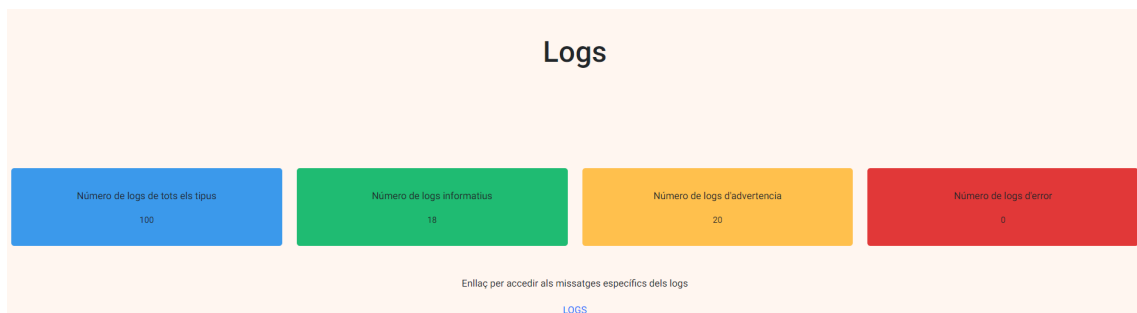 Logs
Número de logs de tots els tipus
100
Número de logs informatius
18
Número de logs d'advertencia
20
Número de logs d'error
0
Enllaç per accedir als missatges específics dels logs
LOGS